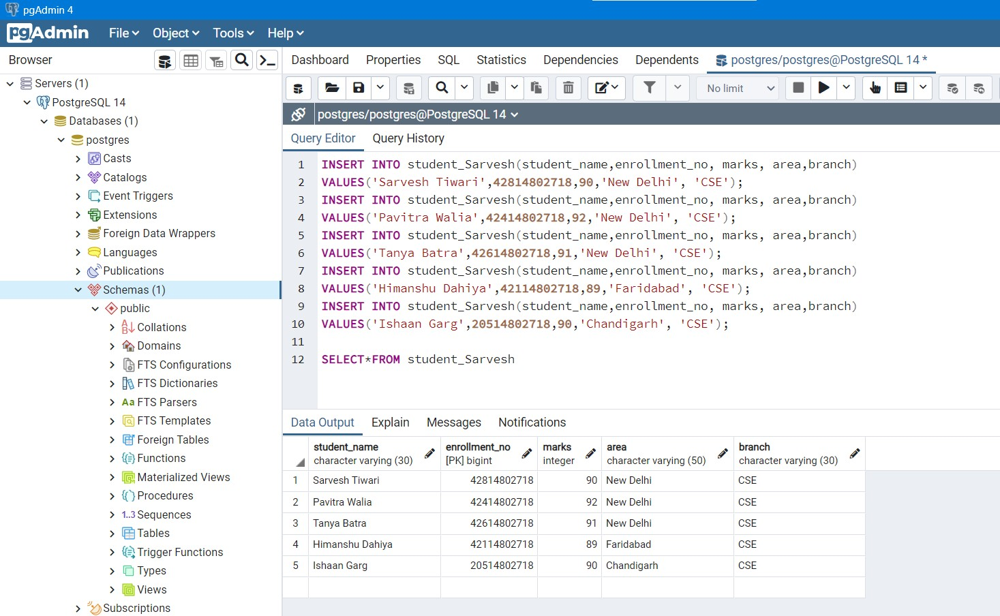 pgAdmin 4
pgAdmin File Object Tools Help
Browser
Dashboard Properties SQL Statistics Dependencies Dependents postgres/postgres@PostgreSQL 14 *
No limit
Servers (1)
PostgreSQL 14
Databases (1)
postgres
Casts
Catalogs
Event Triggers
Extensions
Foreign Data Wrappers
Languages
Publications
Schemas (1)
public
Collations
Domains
FTS Configurations
FTS Dictionaries
Aa FTS Parsers
FTS Templates
Foreign Tables
Functions
Materialized Views
Procedures
1..3 Sequences
Tables
Trigger Functions
Types
Views
Subscriptions
postgres/postgres@PostgreSQL 14
Query Editor Query History
1 INSERT INTO student_Sarvesh(student_name,enrollment_no, marks, area,branch)
2 VALUES('Sarvesh Tiwari',42814802718,90,'New Delhi', 'CSE');
3 INSERT INTO student_Sarvesh(student_name,enrollment_no, marks, area,branch)
4 VALUES('Pavitra Walia',42414802718,92,'New Delhi', 'CSE');
5 INSERT INTO student_Sarvesh(student_name,enrollment_no, marks, area,branch)
6 VALUES('Tanya Batra',42614802718,91,'New Delhi', 'CSE');
7 INSERT INTO student_Sarvesh(student_name,enrollment_no, marks, area,branch)
8 VALUES('Himanshu Dahiya',42114802718,89,'Faridabad', 'CSE');
9 INSERT INTO student_Sarvesh(student_name,enrollment_no, marks, area,branch)
10 VALUES('Ishaan Garg',20514802718,90,'Chandigarh', 'CSE');
11
12 SELECT*FROM student_Sarvesh
Data Output Explain Messages Notifications
student_name enrollment_no marks area branch
character varying (30) [PK] bigint integer character varying (50) character varying (30)
1 Sarvesh Tiwari 42814802718 90 New Delhi CSE
2 Pavitra Walia 42414802718 92 New Delhi CSE
3 Tanya Batra 42614802718 91 New Delhi CSE
4 Himanshu Dahiya 42114802718 89 Faridabad CSE
5 Ishaan Garg 20514802718 90 Chandigarh CSE